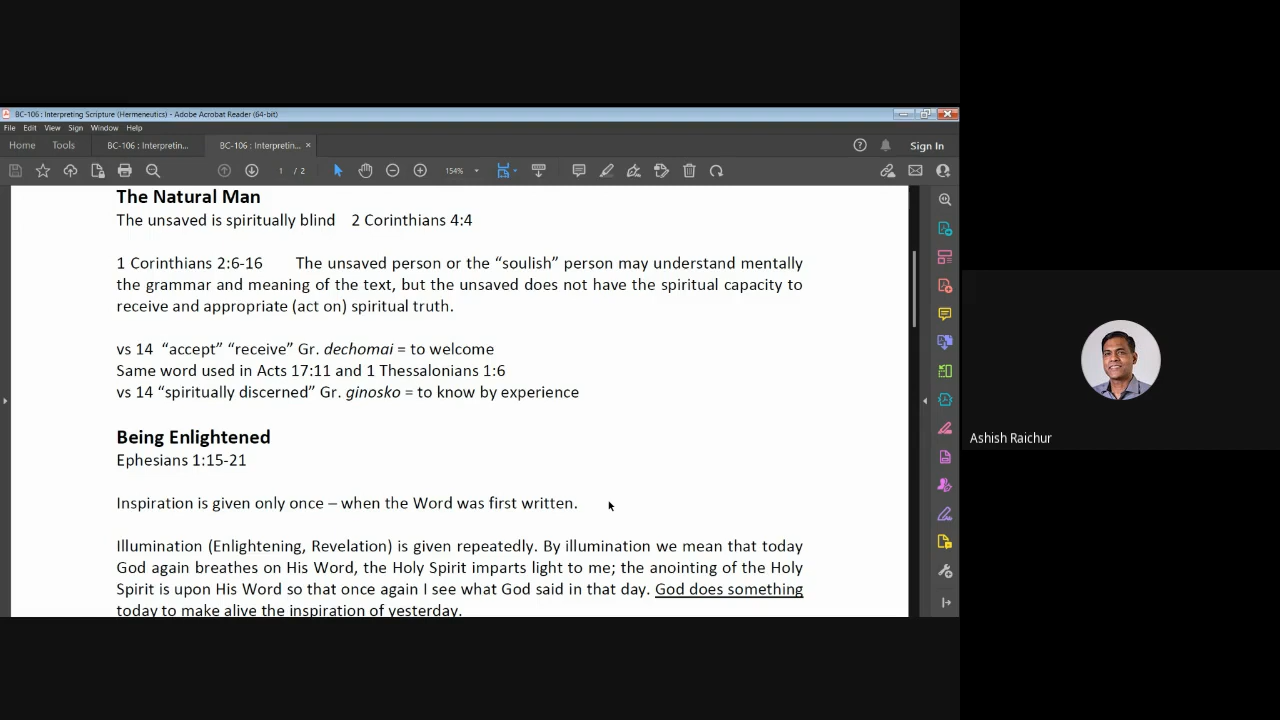 BC-106 : Interpreting Scripture (Hermeneutics) - Adobe Acrobat Reader (64-bit)
File Edit View Sign Window Help
Home Tools BC-106 : Interpretin... BC-106 : Interpretin... × Sign In
1 / 2 154%
The Natural Man
The unsaved is spiritually blind 2 Corinthians 4:4
1 Corinthians 2:6-16 The unsaved person or the “soulish” person may understand mentally
the grammar and meaning of the text, but the unsaved does not have the spiritual capacity to
receive and appropriate (act on) spiritual truth.
vs 14 “accept” “receive” Gr. dechomai = to welcome
Same word used in Acts 17:11 and 1 Thessalonians 1:6
vs 14 “spiritually discerned” Gr. ginosko = to know by experience
Being Enlightened
Ephesians 1:15-21
Inspiration is given only once – when the Word was first written.
Illumination (Enlightening, Revelation) is given repeatedly. By illumination we mean that today
God again breathes on His Word, the Holy Spirit imparts light to me; the anointing of the Holy
Spirit is upon His Word so that once again I see what God said in that day. God does something
today to make alive the inspiration of yesterday.
Ashish Raichur